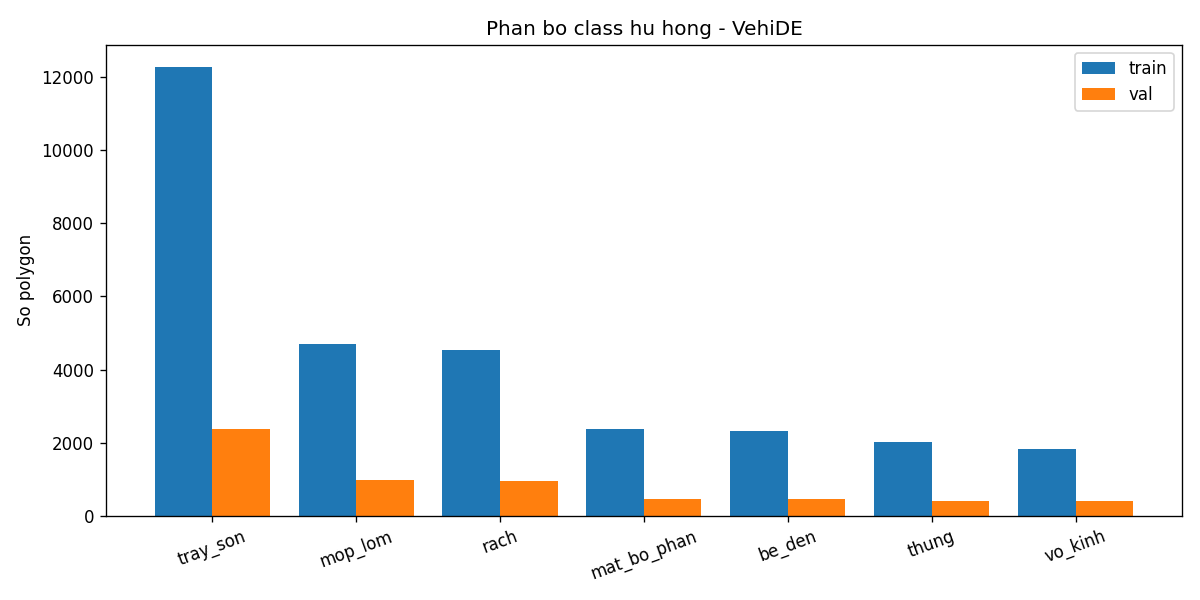 Phan bo class hu hong - VehiDE
train
val
So polygon
12000
10000
8000
6000
4000
2000
0
tray_son
mop_lom
rach
mat_bo_phan
be_den
thung
vo_kinh